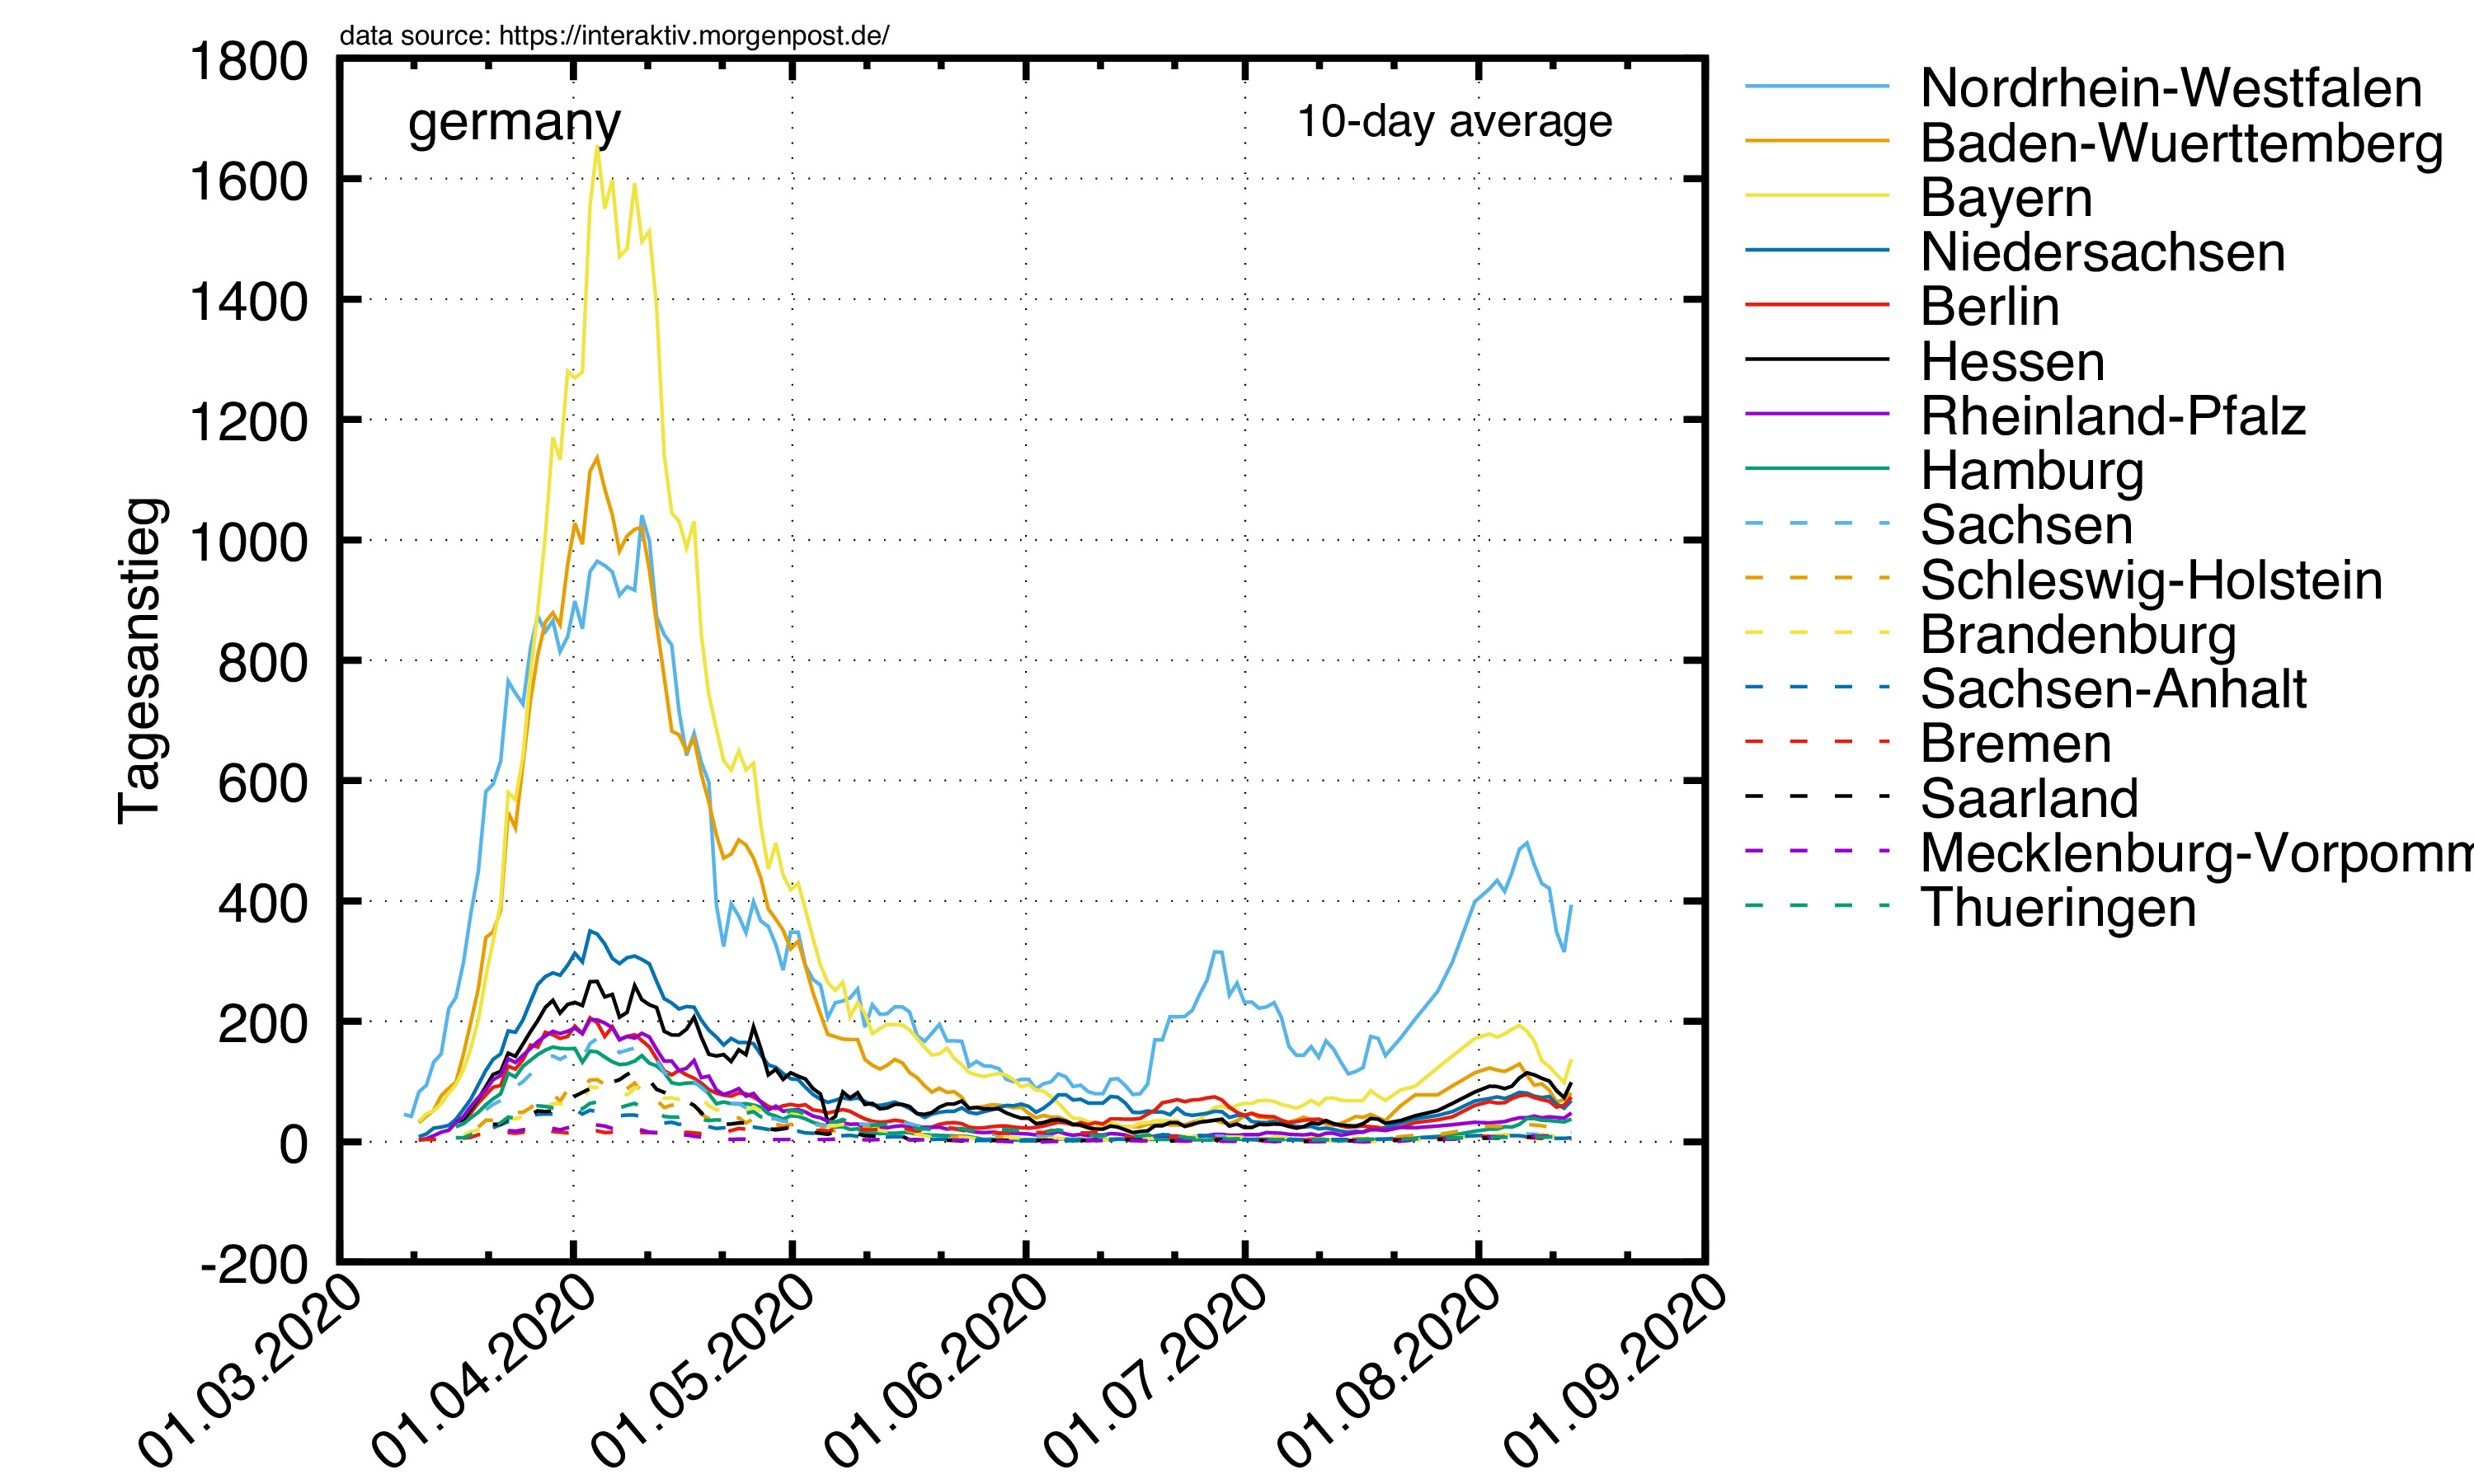 data source: https://interaktiv.morgenpost.de/
germany
10-day average
Tagesanstieg
1800
1600
1400
1200
1000
800
600
400
200
0
-200
01.03.2020
01.04.2020
01.05.2020
01.06.2020
01.07.2020
01.08.2020
01.09.2020
Nordrhein-Westfalen
Baden-Wuerttemberg
Bayern
Niedersachsen
Berlin
Hessen
Rheinland-Pfalz
Hamburg
Sachsen
Schleswig-Holstein
Brandenburg
Sachsen-Anhalt
Bremen
Saarland
Mecklenburg-Vorpomm
Thueringen